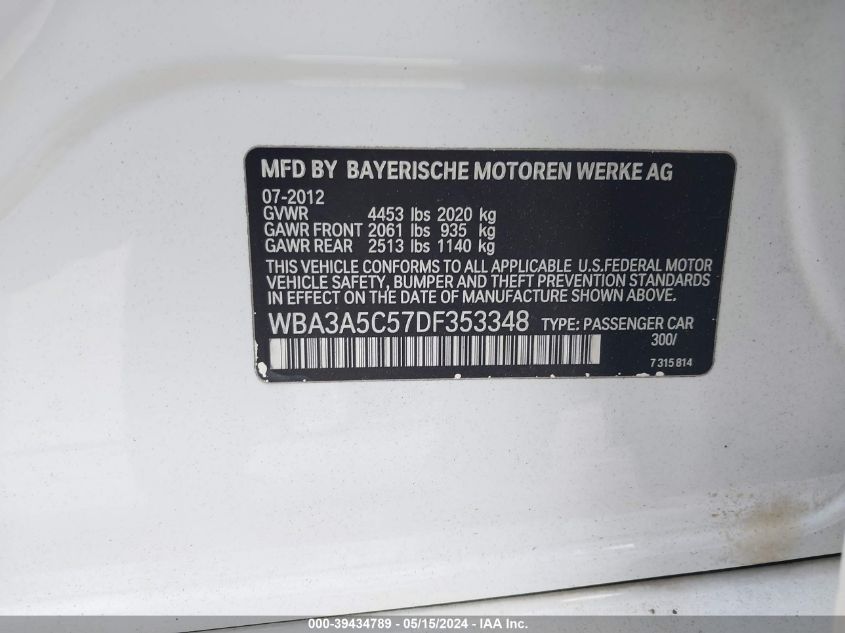 MFD BY BAYERISCHE MOTOREN WERKE AG
07-2012
GVWR 4453 lbs 2020 kg
GAWR FRONT 2061 lbs 935 kg
GAWR REAR 2513 lbs 1140 kg
THIS VEHICLE CONFORMS TO ALL APPLICABLE U.S.FEDERAL MOTOR
VEHICLE SAFETY, BUMPER AND THEFT PREVENTION STANDARDS
IN EFFECT ON THE DATE OF MANUFACTURE SHOWN ABOVE.
WBA3A5C57DF353348 TYPE: PASSENGER CAR
300/
7 315 814
000-39434789 - 05/15/2024 - IAA Inc.